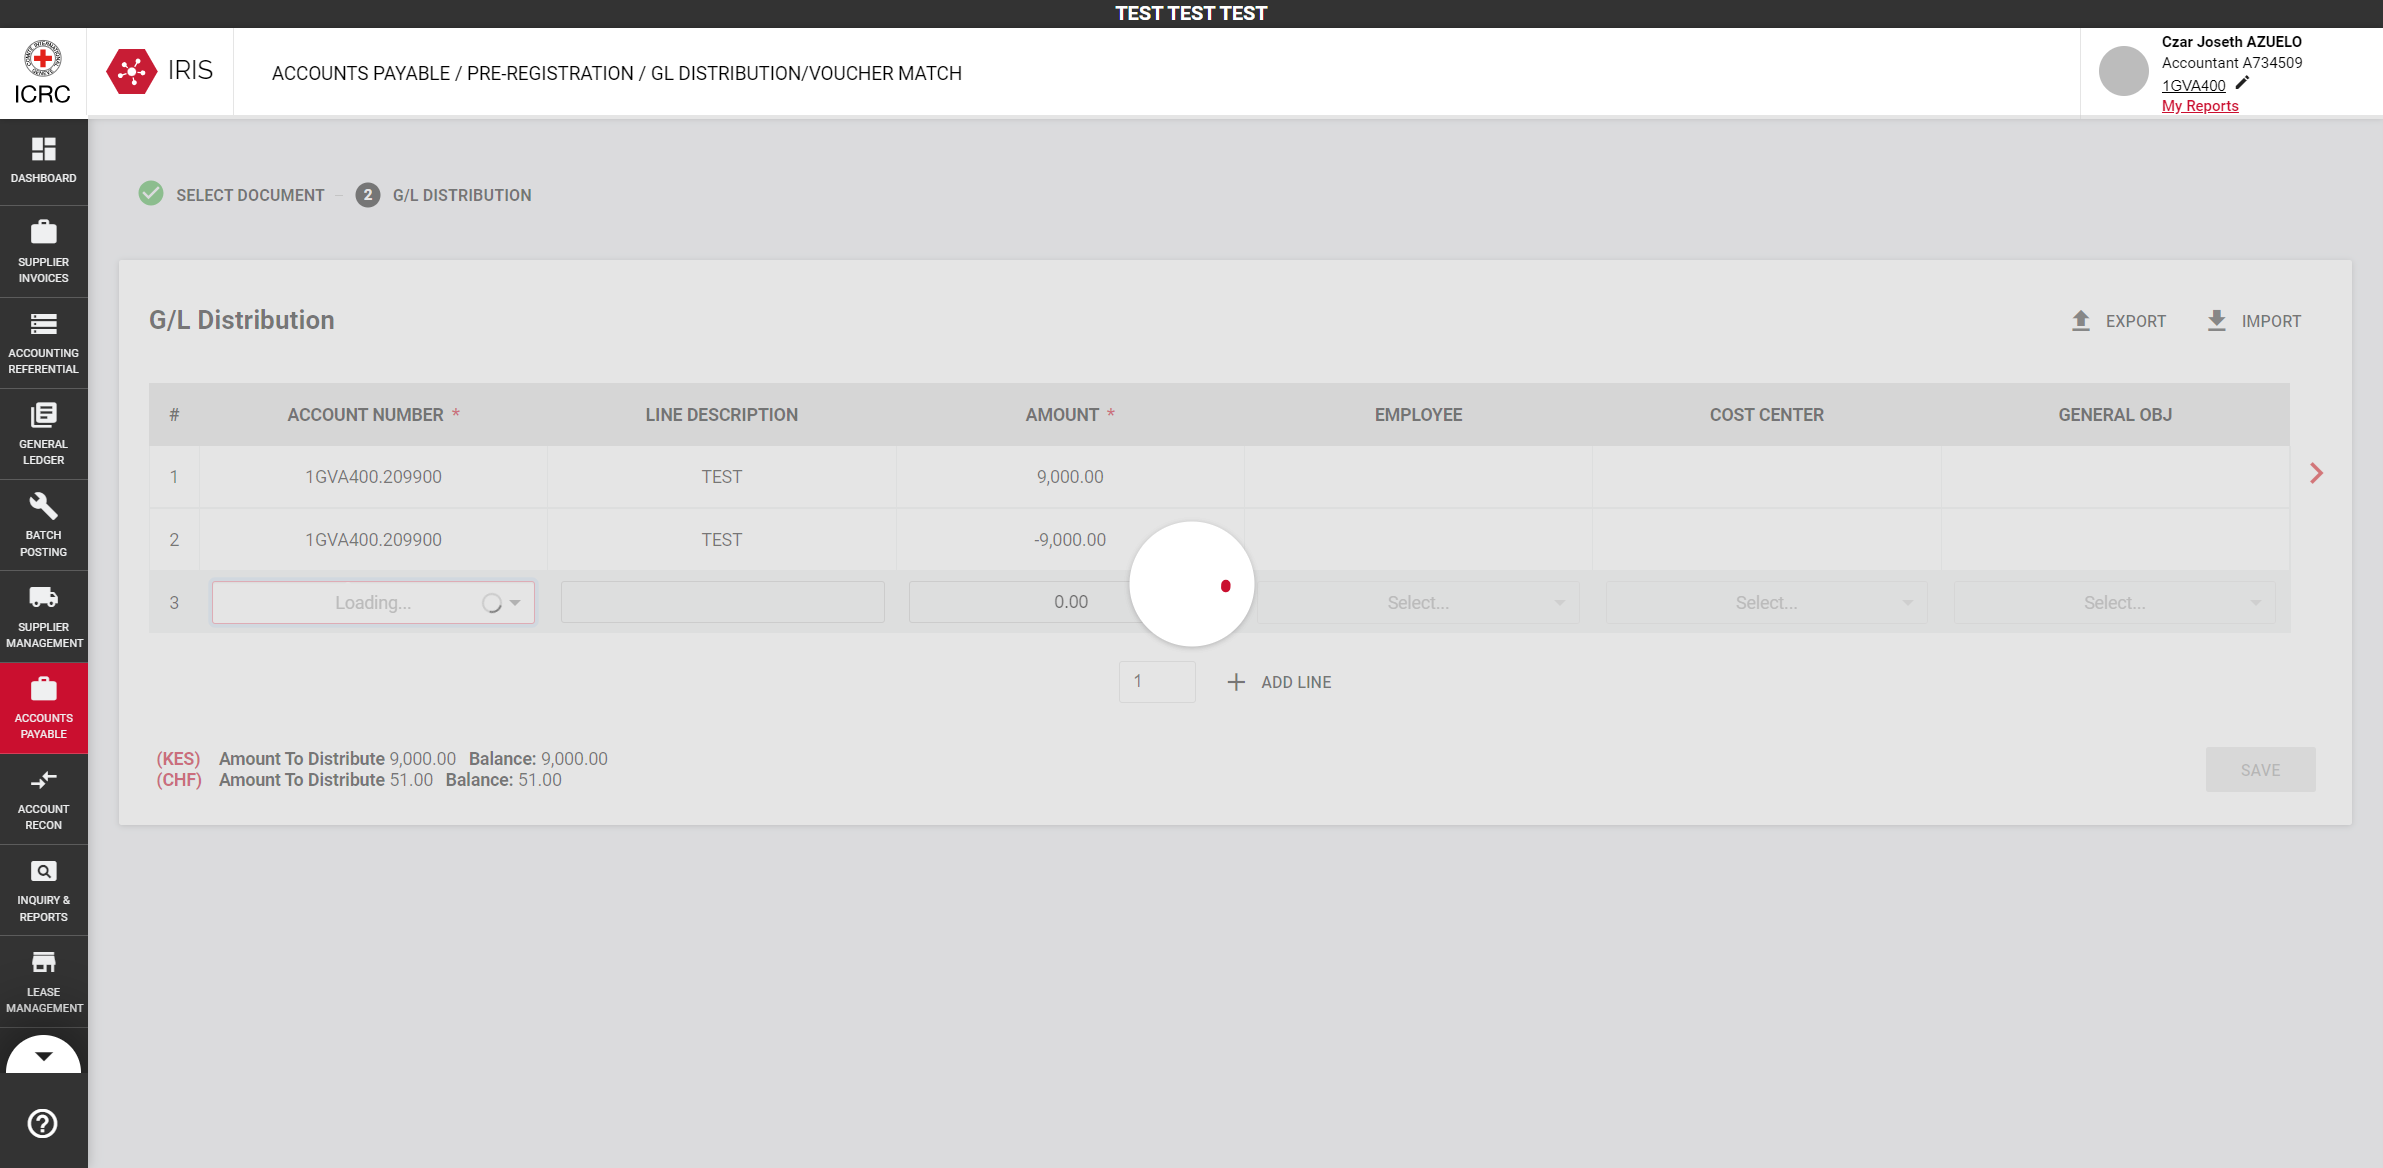 TEST TEST TEST
ICRC
IRIS
ACCOUNTS PAYABLE / PRE-REGISTRATION / GL DISTRIBUTION/VOUCHER MATCH
Czar Joseth AZUELO
Accountant A734509
1GVA400
My Reports
DASHBOARD
SUPPLIER
INVOICES
ACCOUNTING
REFERENTIAL
GENERAL
LEDGER
BATCH
POSTING
SUPPLIER
MANAGEMENT
ACCOUNTS
PAYABLE
ACCOUNT
RECON
INQUIRY &
REPORTS
LEASE
MANAGEMENT
SELECT DOCUMENT 2 G/L DISTRIBUTION
G/L Distribution
EXPORT IMPORT
# ACCOUNT NUMBER * LINE DESCRIPTION AMOUNT * EMPLOYEE COST CENTER GENERAL OBJ
1 1GVA400.209900 TEST 9,000.00
2 1GVA400.209900 TEST -9,000.00
3 Loading... 0.00 Select... Select... Select...
1 ADD LINE
(KES) Amount To Distribute 9,000.00 Balance: 9,000.00
(CHF) Amount To Distribute 51.00 Balance: 51.00
SAVE